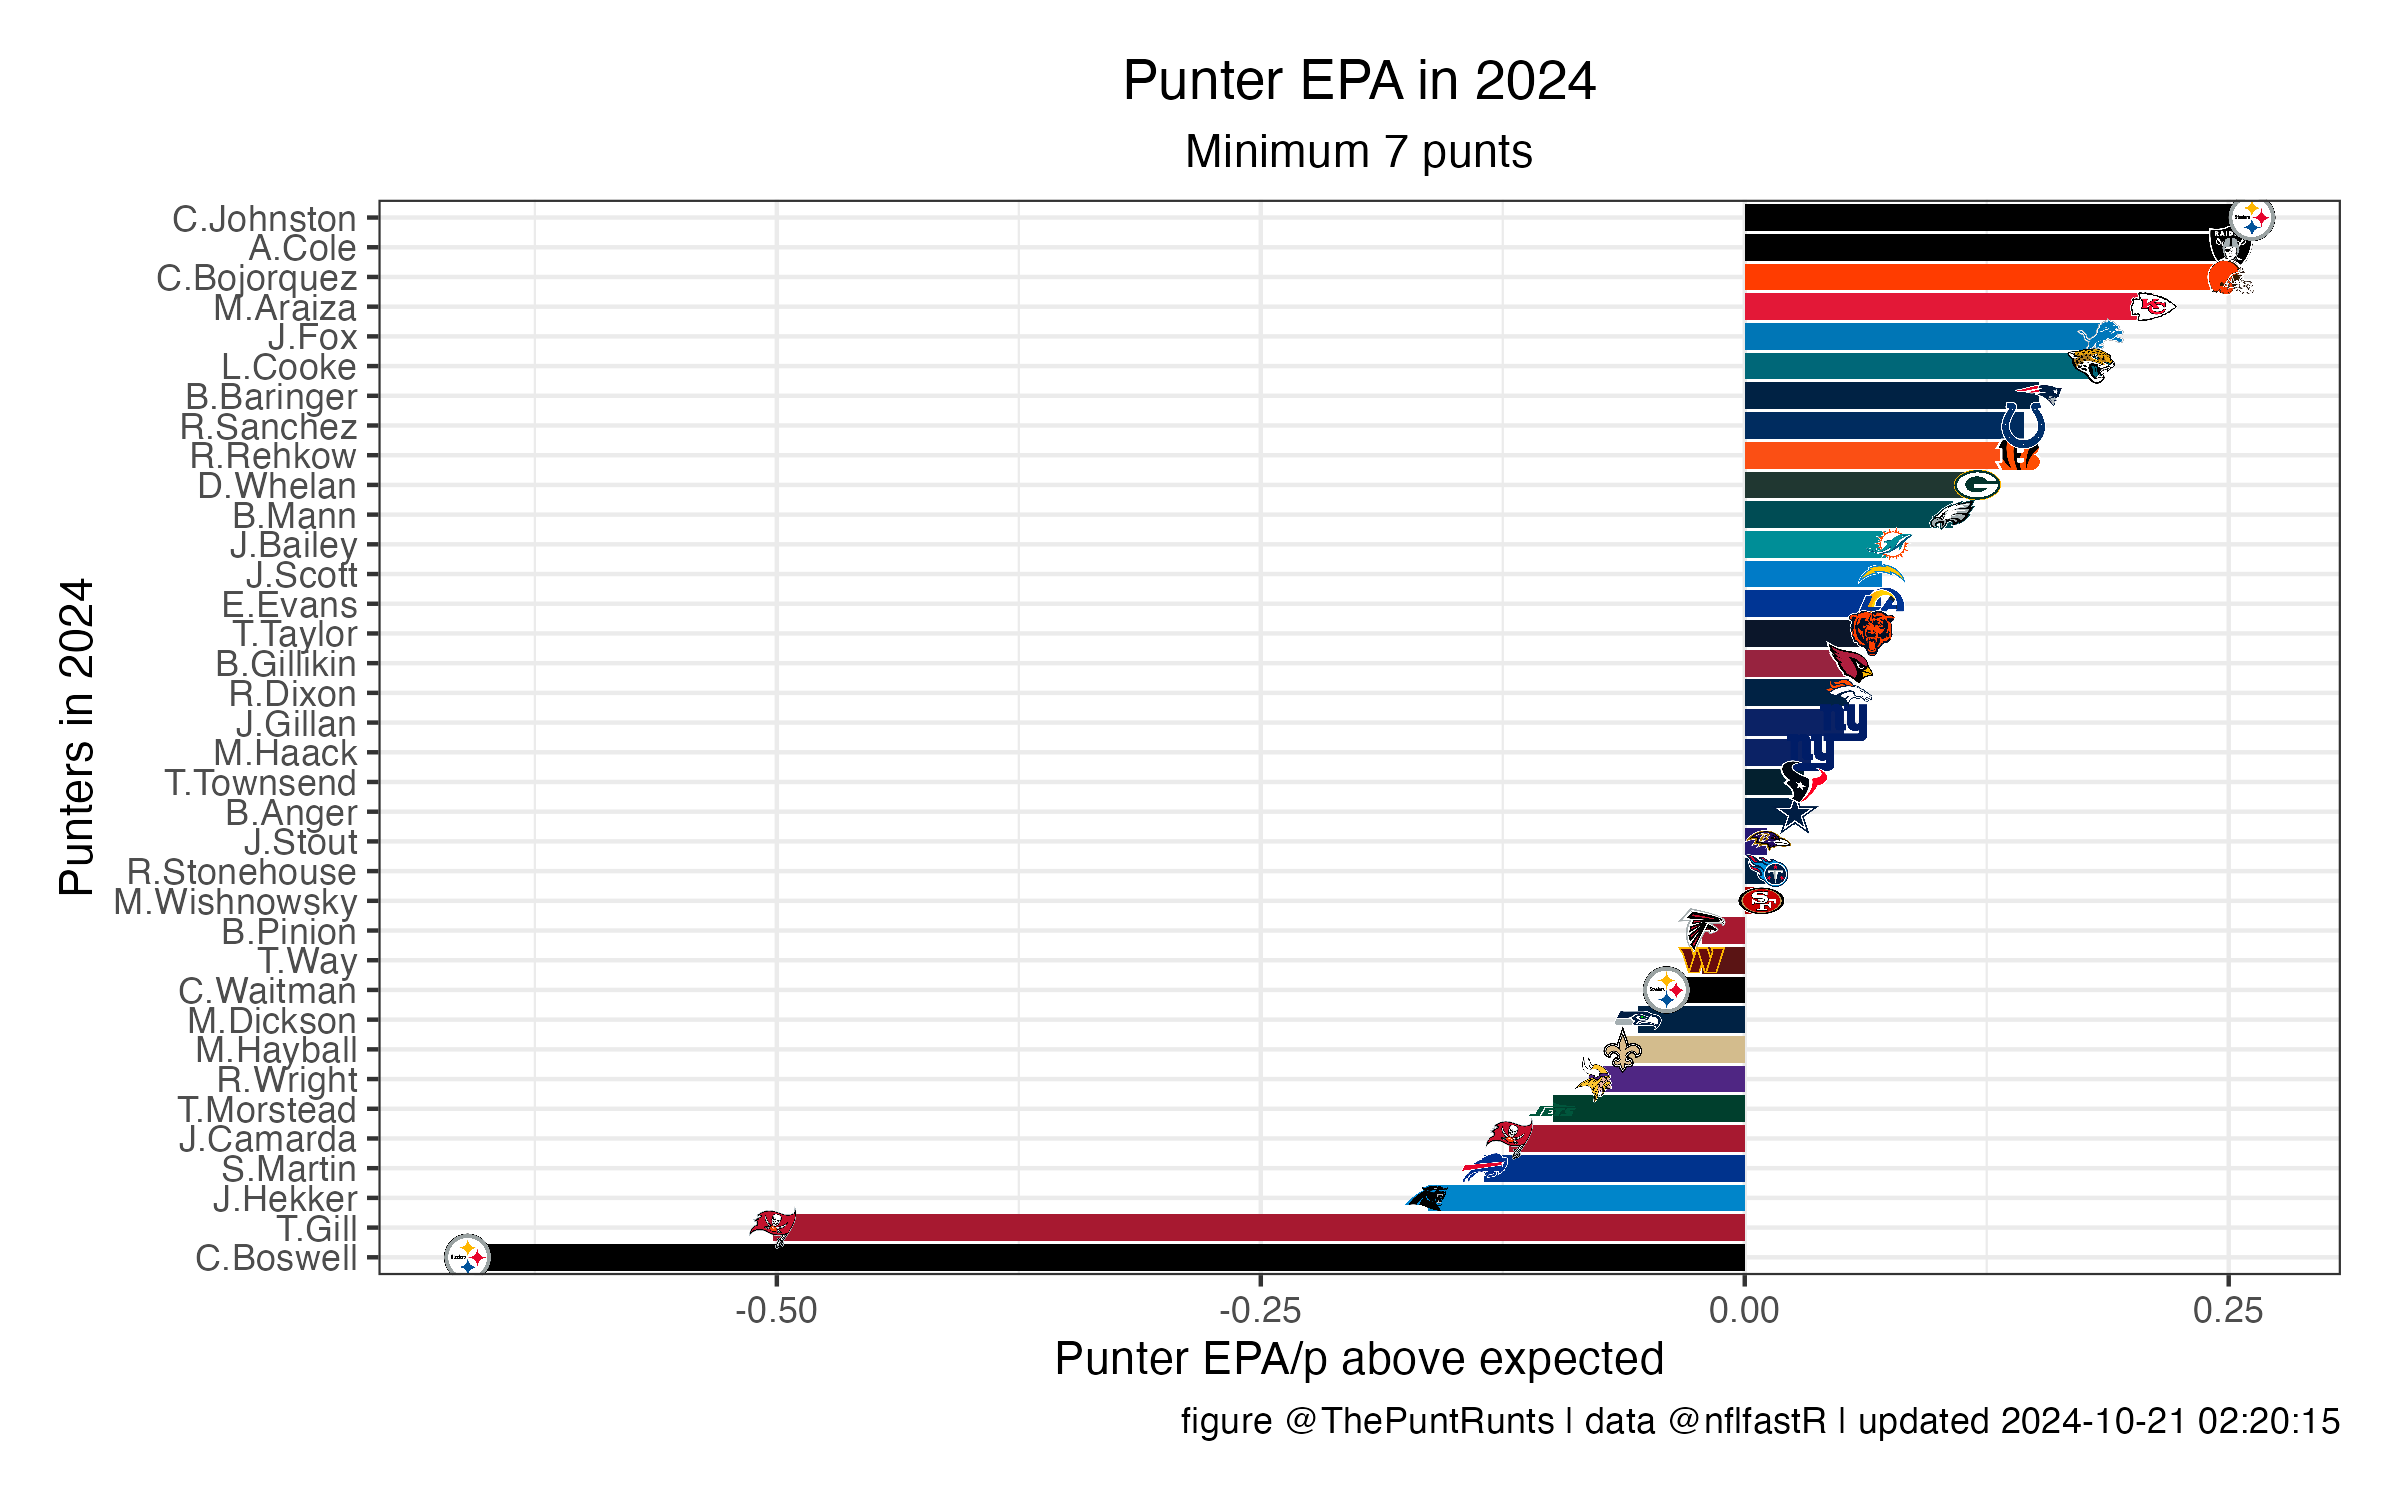 Punter EPA in 2024
Minimum 7 punts
Punters in 2024
C.Johnston
A.Cole
C.Bojorquez
M.Araiza
J.Fox
L.Cooke
B.Baringer
R.Sanchez
R.Rehkow
D.Whelan
B.Mann
J.Bailey
J.Scott
E.Evans
T.Taylor
B.Gillikin
R.Dixon
J.Gillan
M.Haack
T.Townsend
B.Anger
J.Stout
R.Stonehouse
M.Wishnowsky
B.Pinion
T.Way
C.Waitman
M.Dickson
M.Hayball
R.Wright
T.Morstead
J.Camarda
S.Martin
J.Hekker
T.Gill
C.Boswell
-0.50 -0.25 0.00 0.25
Punter EPA/p above expected
figure @ThePuntRunts | data @nflfastR | updated 2024-10-21 02:20:15